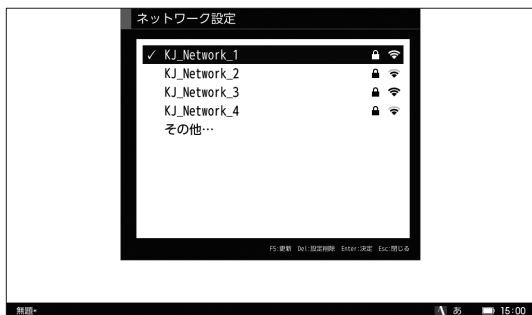 ネットワーク設定
✓ KJ_Network_1
KJ_Network_2
KJ_Network_3
KJ_Network_4
その他…
F5:更新 Del:設定削除 Enter:決定 Esc:閉じる
無題* A あ 15:00